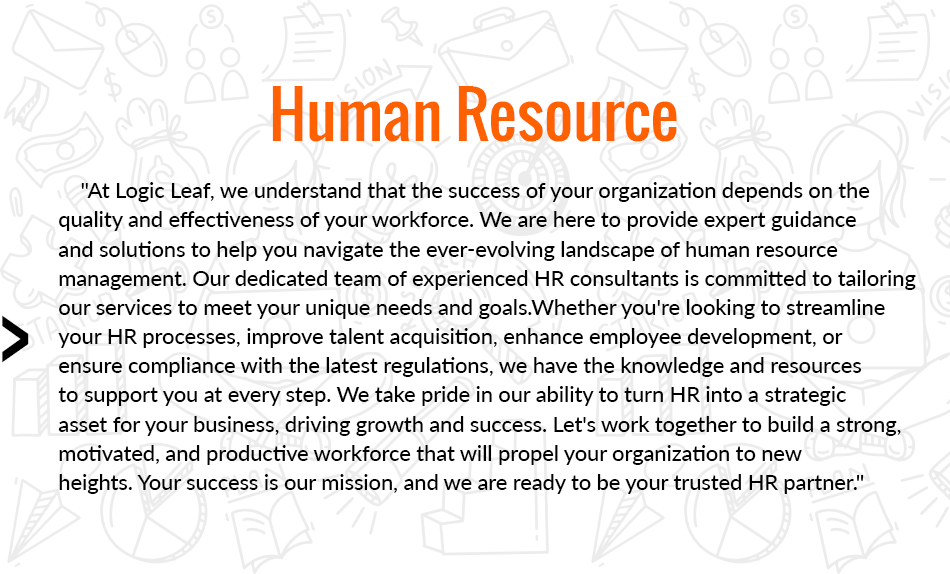 Human Resource
"At Logic Leaf, we understand that the success of your organization depends on the
quality and effectiveness of your workforce. We are here to provide expert guidance
and solutions to help you navigate the ever-evolving landscape of human resource
management. Our dedicated team of experienced HR consultants is committed to tailoring
our services to meet your unique needs and goals.Whether you're looking to streamline
your HR processes, improve talent acquisition, enhance employee development, or
ensure compliance with the latest regulations, we have the knowledge and resources
to support you at every step. We take pride in our ability to turn HR into a strategic
asset for your business, driving growth and success. Let's work together to build a strong,
motivated, and productive workforce that will propel your organization to new
heights. Your success is our mission, and we are ready to be your trusted HR partner."